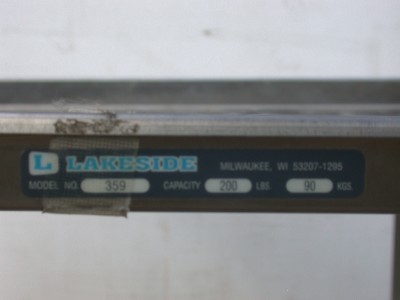 L LAKESIDE MILWAUKEE, WI 53207-1295
MODEL NO. 359 CAPACITY 200 LBS 90 KGS.